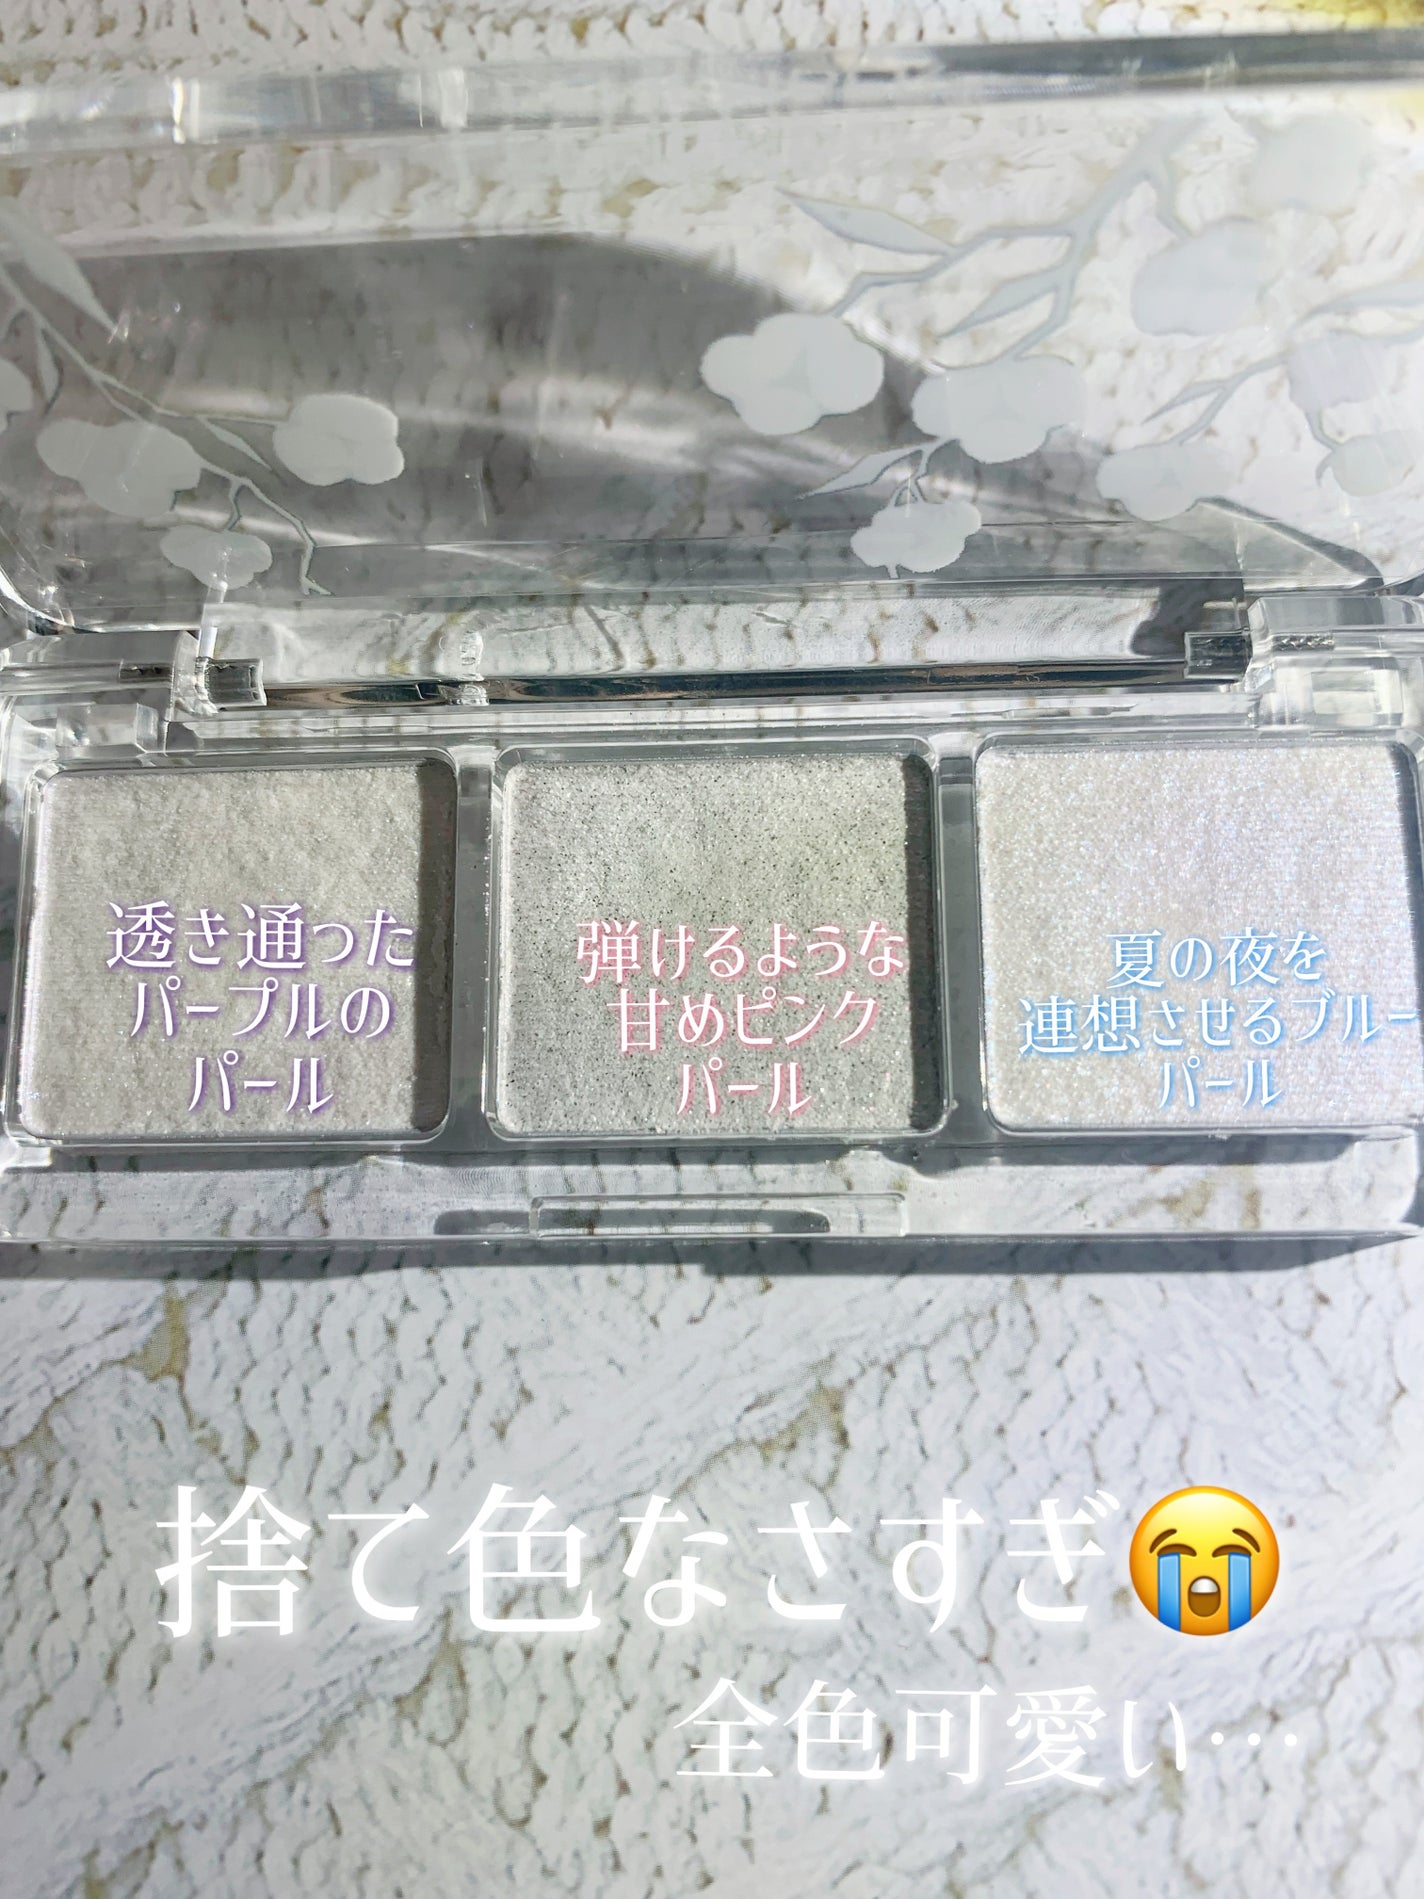 透き通った
パープルの
パール
弾けるような
甘めピンク
パール
夏の夜を
連想させるブルー
パール
捨て色なさすぎ😭
全色可愛い…